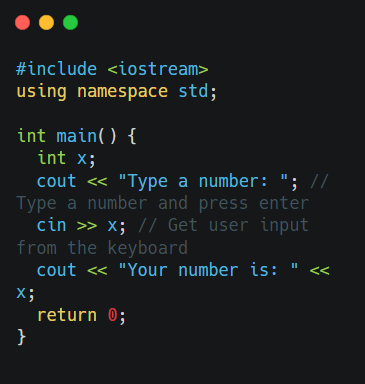 #include <iostream>
using namespace std;

int main() {
  int x;
  cout << "Type a number: "; //
Type a number and press enter
  cin >> x; // Get user input
from the keyboard
  cout << "Your number is: " <<
x;
  return 0;
}